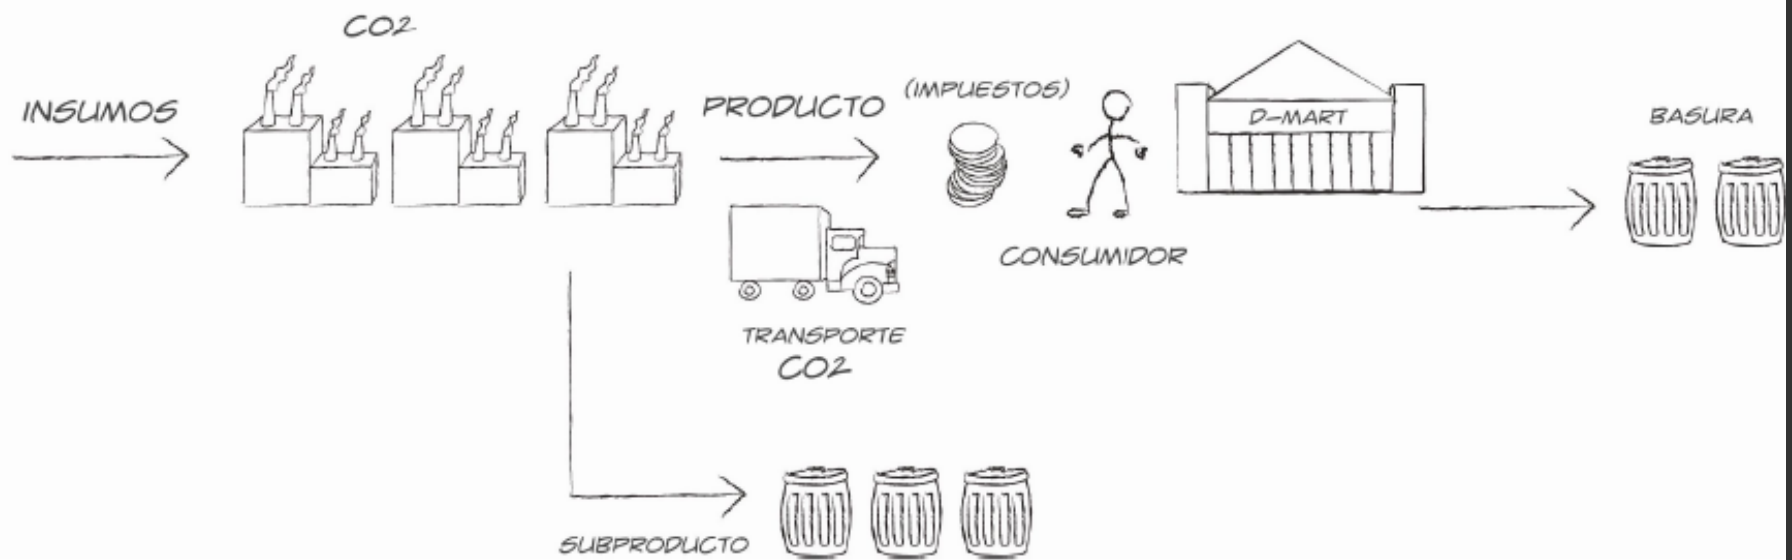 CO2
INSUMOS
PRODUCTO
(IMPUESTOS)
D-MART
BASURA
CONSUMIDOR
TRANSPORTE
CO2
SUBPRODUCTO